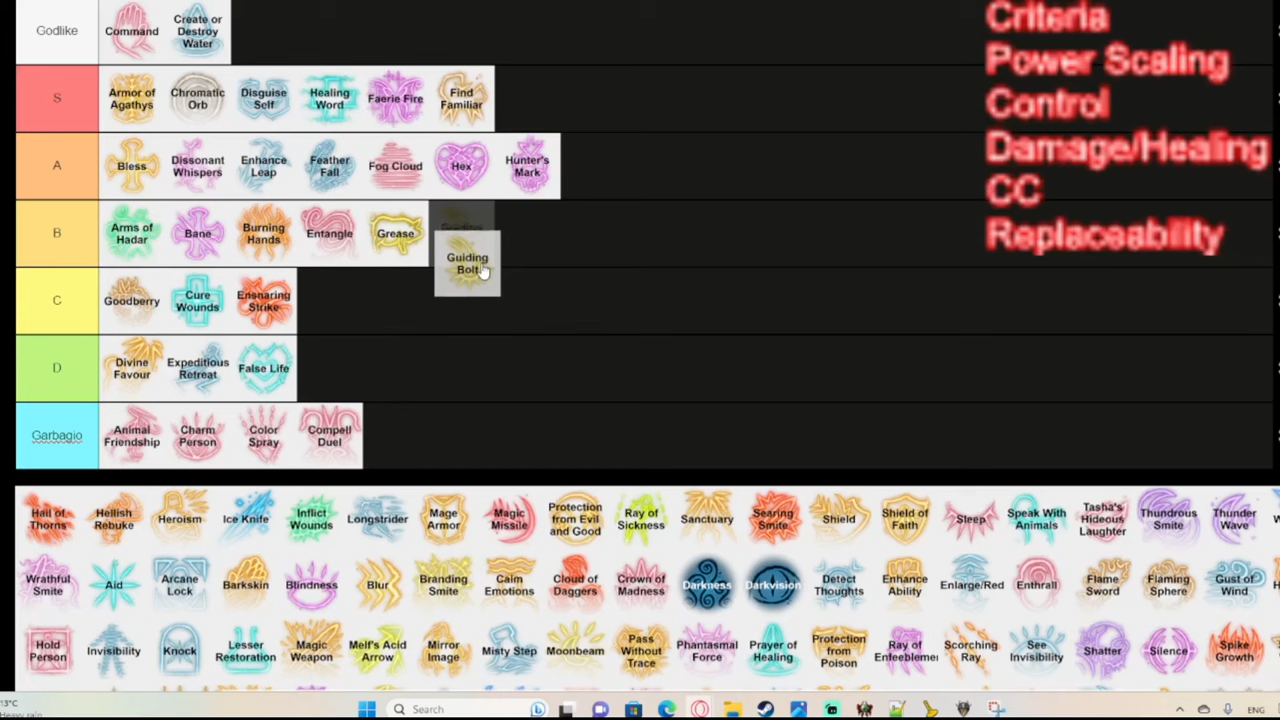 Criteria
Power Scaling
Control
Damage/Healing
CC
Replaceability
Godlike
Command
Create or
Destroy
Water
S
Armor of
Agathys
Chromatic
Orb
Disguise
Self
Healing
Word
Faerie Fire
Find
Familiar
A
Bless
Dissonant
Whispers
Enhance
Leap
Feather
Fall
Fog Cloud
Hex
Hunter's
Mark
B
Arms of
Hadar
Bane
Burning
Hands
Entangle
Grease
Guiding
Bolt
C
Goodberry
Cure
Wounds
Ensnaring
Strike
D
Divine
Favour
Expeditious
Retreat
False Life
Garbagio
Animal
Friendship
Charm
Person
Color
Spray
Compell
Duel
Hail of
Thorns
Hellish
Rebuke
Heroism
Ice Knife
Inflict
Wounds
Longstrider
Mage
Armor
Magic
Missile
Protection
from Evil
and Good
Ray of
Sickness
Sanctuary
Searing
Smite
Shield
Shield of
Faith
Sleep
Speak With
Animals
Tasha's
Hideous
Laughter
Thundrous
Smite
Thunder
Wave
Wrathful
Smite
Aid
Arcane
Lock
Barkskin
Blindness
Blur
Branding
Smite
Calm
Emotions
Cloud of
Daggers
Crown of
Madness
Darkness
Darkvision
Detect
Thoughts
Enhance
Ability
Enlarge/Red
Enthrall
Flame
Sword
Flaming
Sphere
Gust of
Wind
Hold
Person
Invisibility
Knock
Lesser
Restoration
Magic
Weapon
Melf's Acid
Arrow
Mirror
Image
Misty Step
Moonbeam
Pass
Without
Trace
Phantasmal
Force
Prayer of
Healing
Protection
from
Poison
Ray of
Enfeeblemer
Scorching
Ray
See
Invisibility
Shatter
Silence
Spike
Growth
13°C
Heavy rain
Search
ENG